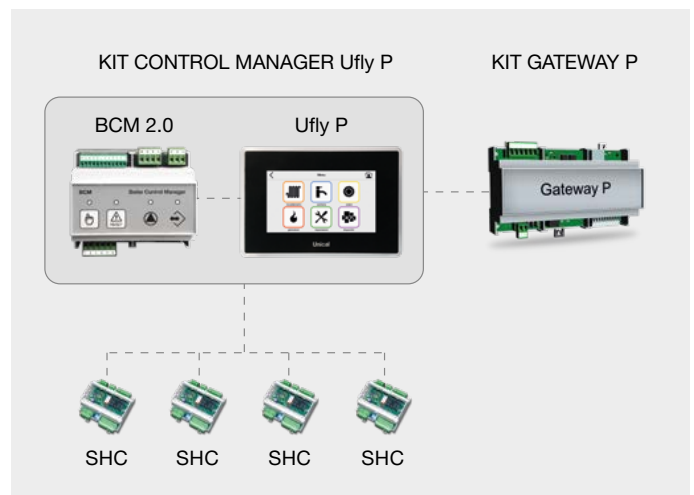 KIT CONTROL MANAGER Ufly P
KIT GATEWAY P
BCM 2.0
Ufly P
BCM
Boiler Control Manager
Menu
Unical
Gateway P
SHC
SHC
SHC
SHC